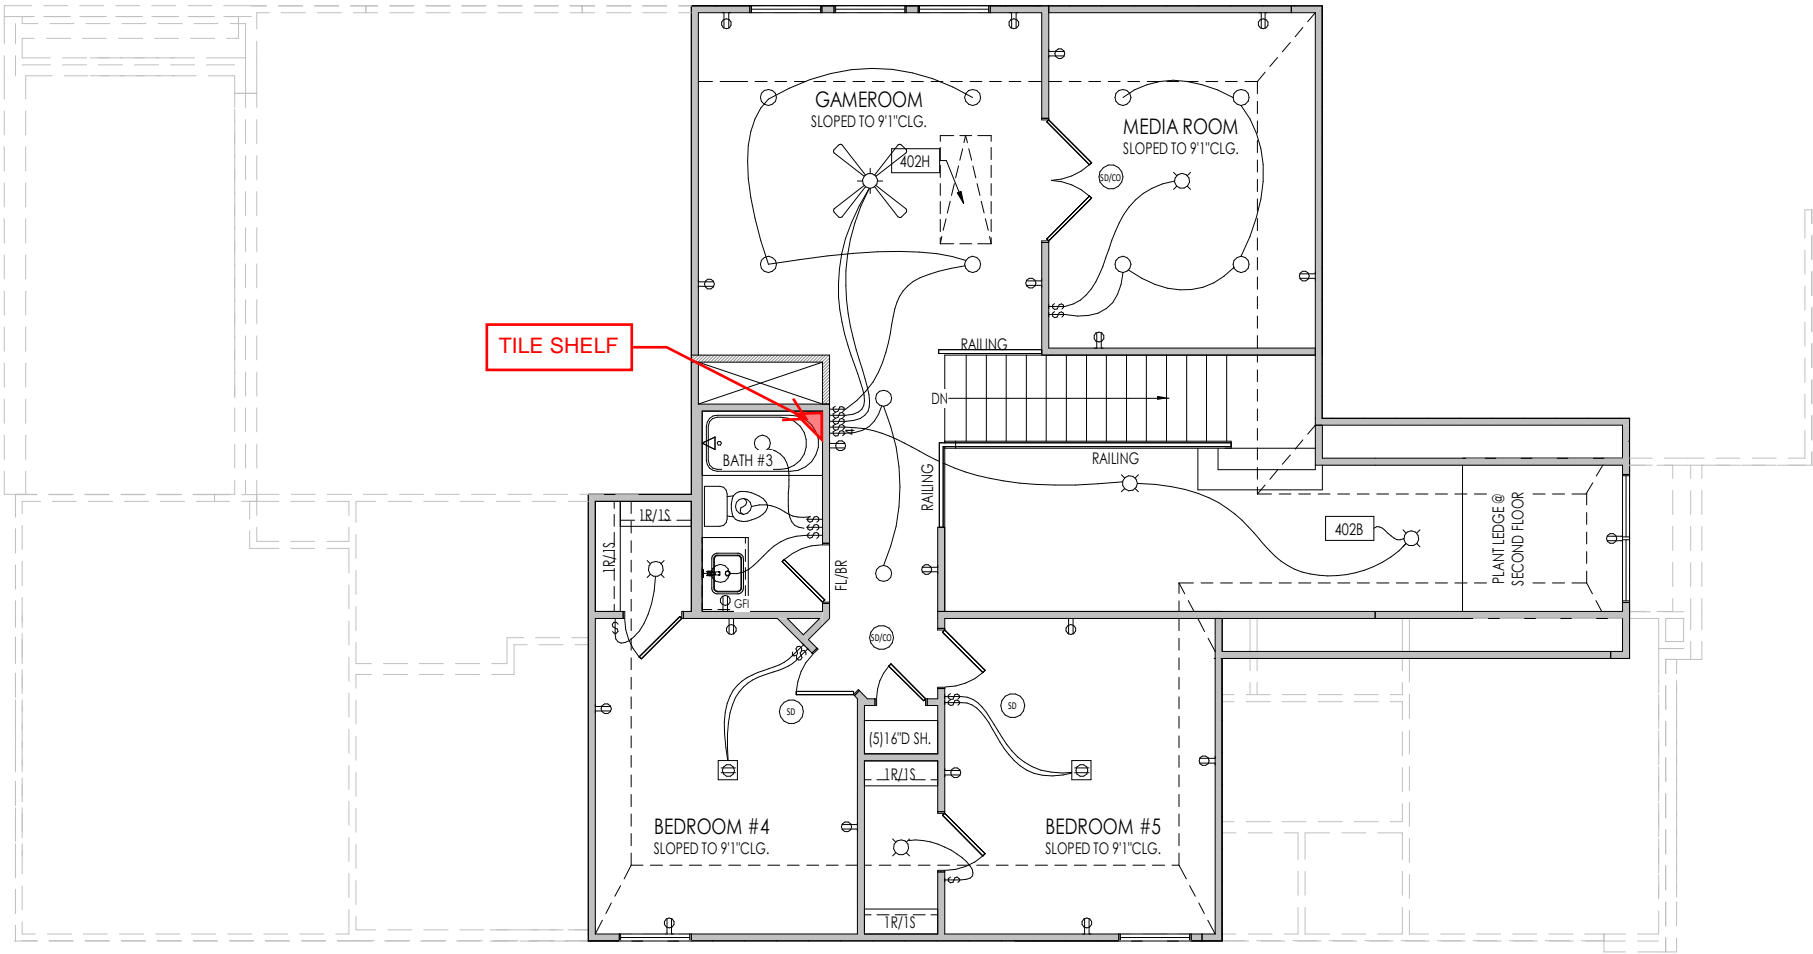 GAMEROOM
SLOPED TO 9'1"CLG.
MEDIA ROOM
SLOPED TO 9'1"CLG.
402H
SD/CO
TILE SHELF
RAILING
DN
RAILING
RAILING
BATH #3
4
402B
PLANT LEDGE @
SECOND FLOOR
1R/1S
1R/1S
FL/BR
GFI
SD/CO
SD
SD
(5)16"D SH.
1R/1S
BEDROOM #4
SLOPED TO 9'1"CLG.
BEDROOM #5
SLOPED TO 9'1"CLG.
1R/1S